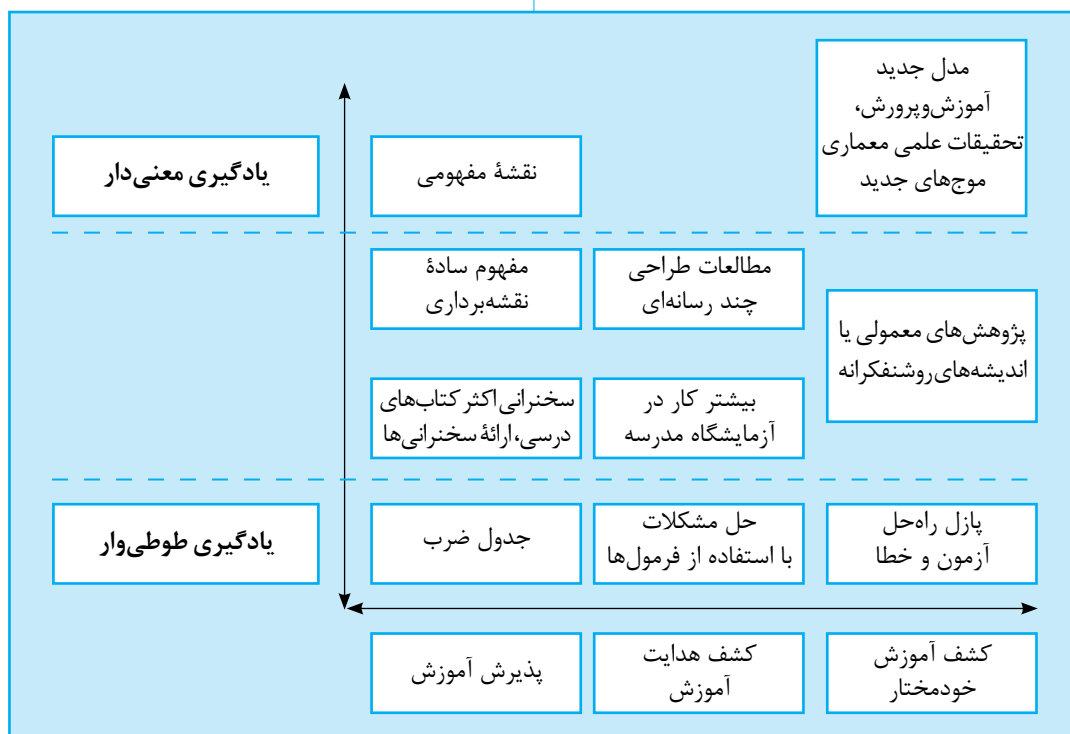 مدل جدید
آموزش‌وپرورش،
تحقیقات علمی معماری
موج‌های جدید
نقشهٔ مفهومی
یادگیری معنی‌دار
پژوهش‌های معمولی یا
اندیشه‌های روشنفکرانه
مطالعات طراحی
چند رسانه‌ای
مفهوم سادهٔ
نقشه‌برداری
بیشتر کار در
آزمایشگاه مدرسه
سخنرانی اکثر کتاب‌های
درسی، ارائهٔ سخنرانی‌ها
پازل راه‌حل
آزمون و خطا
حل مشکلات
با استفاده از فرمول‌ها
جدول ضرب
یادگیری طوطی‌وار
کشف آموزش
خودمختار
کشف هدایت
آموزش
پذیرش آموزش